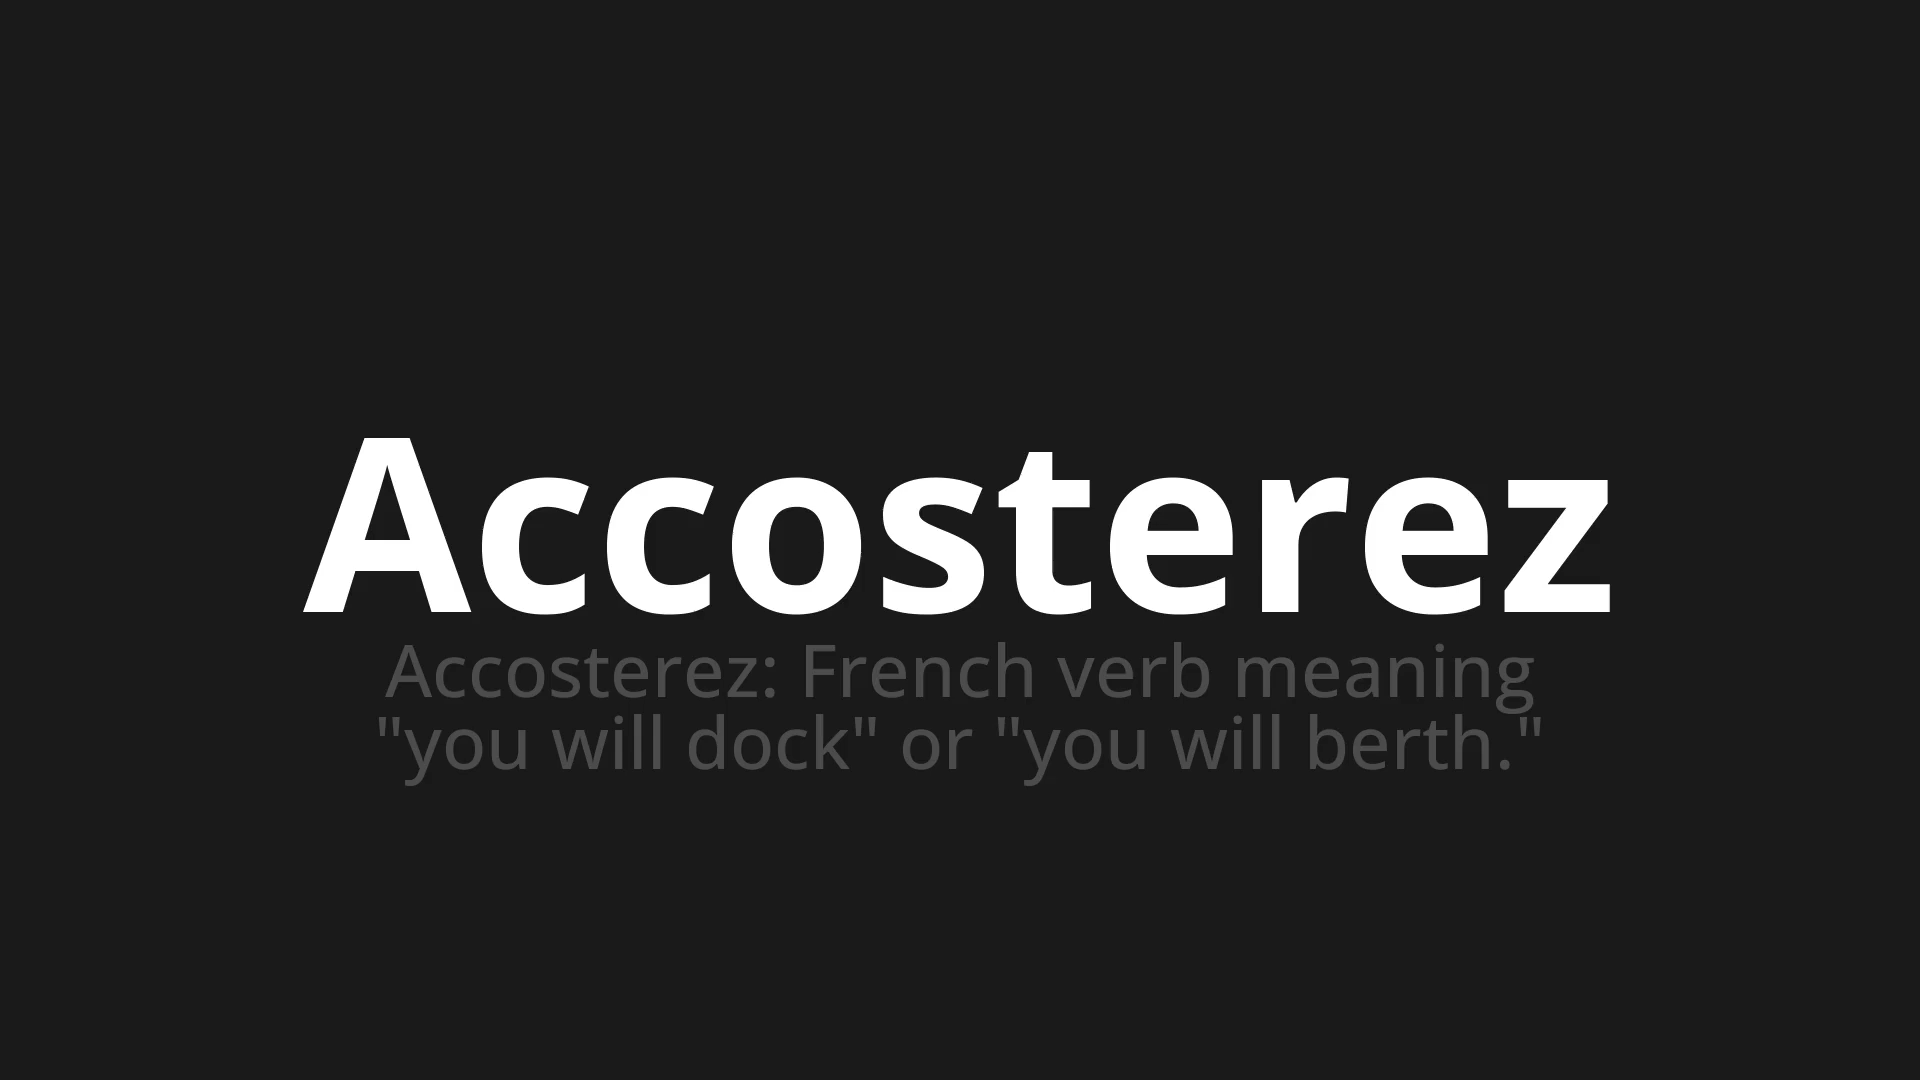 Accosterez
Accosterez: French verb meaning
"you will dock" or "you will berth."